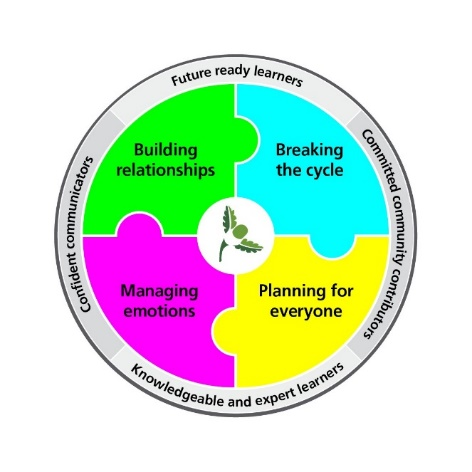 Future ready learners
Building
relationships
Breaking
the cycle
Confident communicators
Committed community contributors
Managing
emotions
Planning for
everyone
Knowledgeable and expert learners